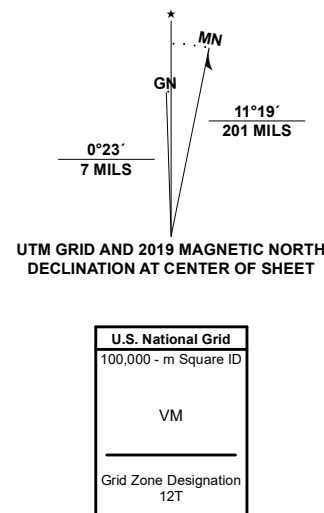 ★
MN
GN
11°19´
201 MILS
0°23´
7 MILS
UTM GRID AND 2019 MAGNETIC NORTH
DECLINATION AT CENTER OF SHEET
U.S. National Grid
100,000 - m Square ID
VM
Grid Zone Designation
12T